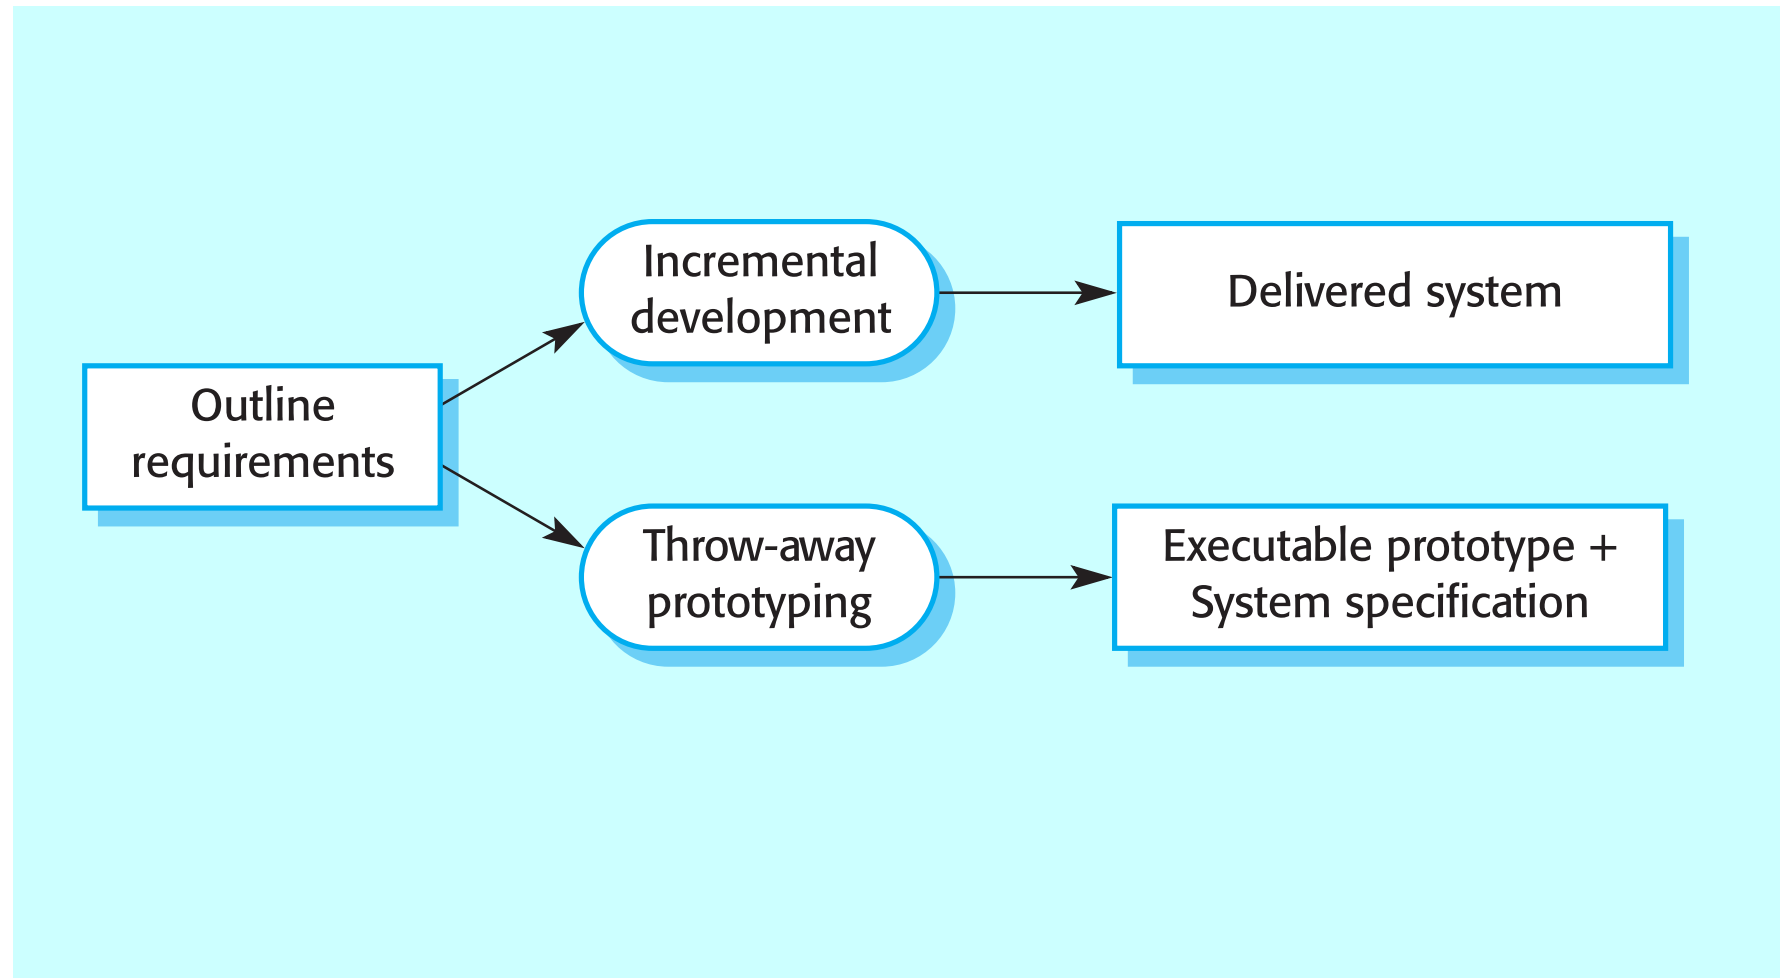 Outline
requirements
Incremental
development
Delivered system
Throw-away
prototyping
Executable prototype +
System specification